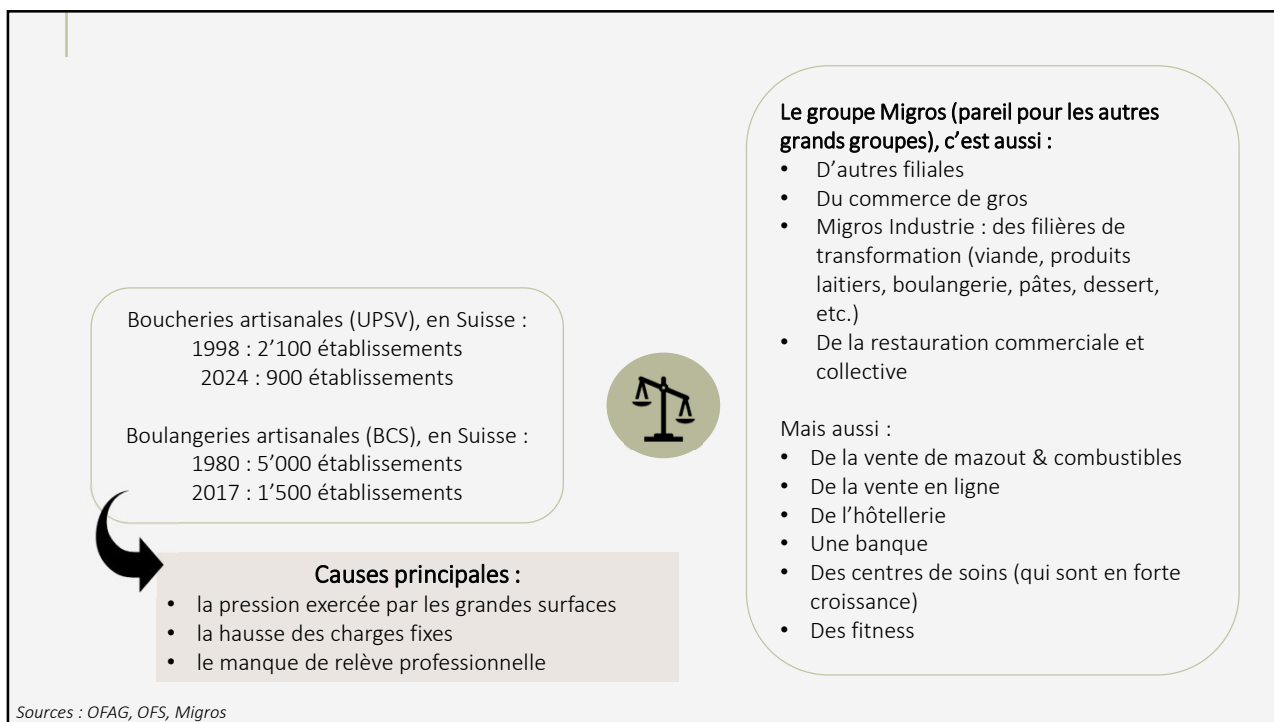 Boucheries artisanales (UPSV), en Suisse :
1998 : 2’100 établissements
2024 : 900 établissements
Boulangeries artisanales (BCS), en Suisse :
1980 : 5’000 établissements
2017 : 1’500 établissements
Causes principales :
• la pression exercée par les grandes surfaces
• la hausse des charges fixes
• le manque de relève professionnelle
Le groupe Migros (pareil pour les autres
grands groupes), c’est aussi :
• D’autres filiales
• Du commerce de gros
• Migros Industrie : des filières de
transformation (viande, produits
laitiers, boulangerie, pâtes, dessert,
etc.)
• De la restauration commerciale et
collective
Mais aussi :
• De la vente de mazout & combustibles
• De la vente en ligne
• De l’hôtellerie
• Une banque
• Des centres de soins (qui sont en forte
croissance)
• Des fitness
Sources : OFAG, OFS, Migros